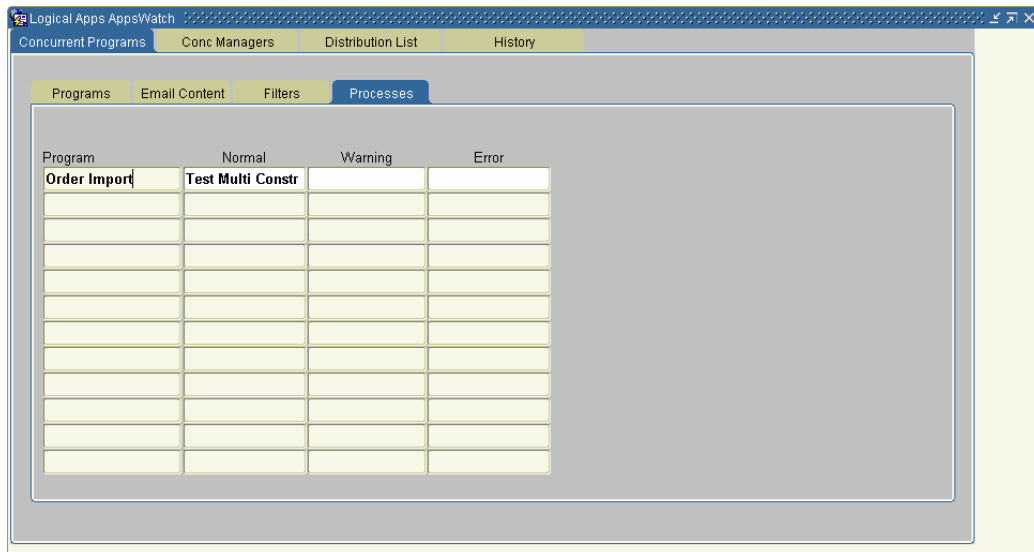 Logical Apps AppsWatch
Concurrent Programs Conc Managers Distribution List History
Programs Email Content Filters Processes
Program Normal Warning Error
Order Import Test Multi Constr